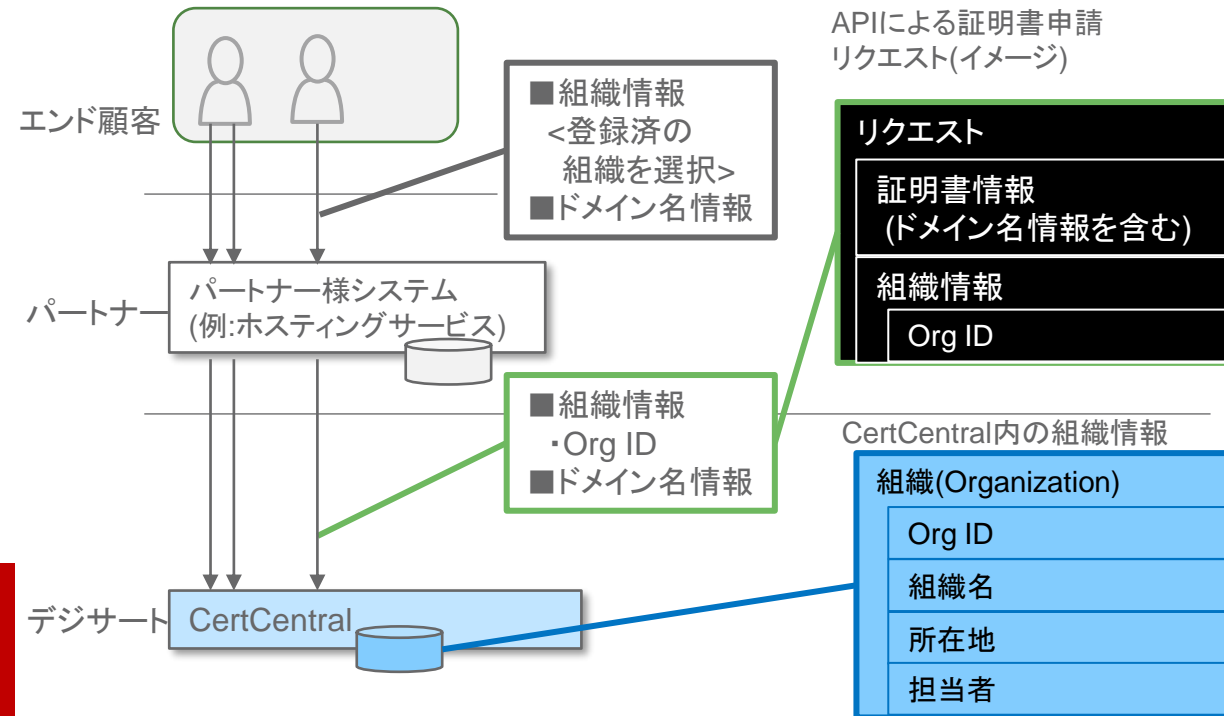 APIによる証明書申請
リクエスト(イメージ)
エンド顧客
■組織情報
<登録済の
組織を選択>
■ドメイン名情報
リクエスト
証明書情報
(ドメイン名情報を含む)
組織情報
Org ID
パートナー
パートナー様システム
(例:ホスティングサービス)
■組織情報
・Org ID
■ドメイン名情報
CertCentral内の組織情報
組織(Organization)
Org ID
組織名
所在地
担当者
デジサート
CertCentral